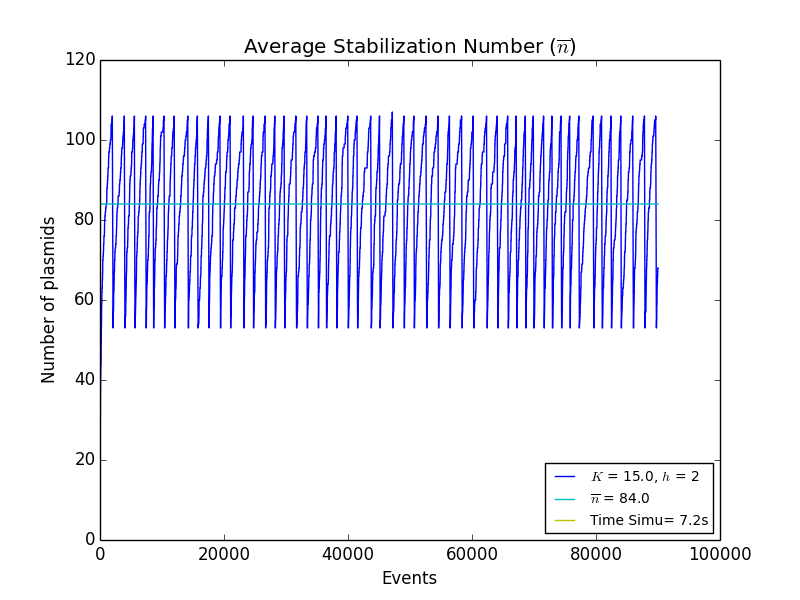 Average Stabilization Number (n̅)
120
100
80
60
40
20
0
Number of plasmids
0 20000 40000 60000 80000 100000
Events
K = 15.0, h = 2
n̅ = 84.0
Time Simu= 7.2s